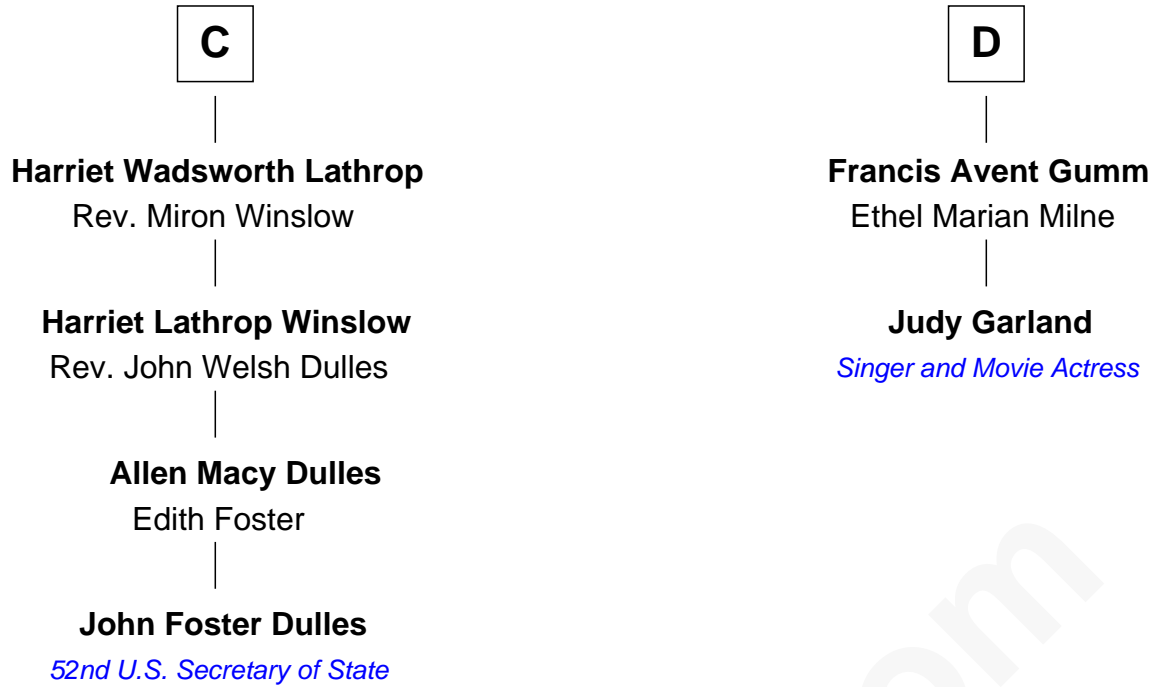 C
Harriet Wadsworth Lathrop
Rev. Miron Winslow
Harriet Lathrop Winslow
Rev. John Welsh Dulles
Allen Macy Dulles
Edith Foster
John Foster Dulles
52nd U.S. Secretary of State
D
Francis Avent Gumm
Ethel Marian Milne
Judy Garland
Singer and Movie Actress
om